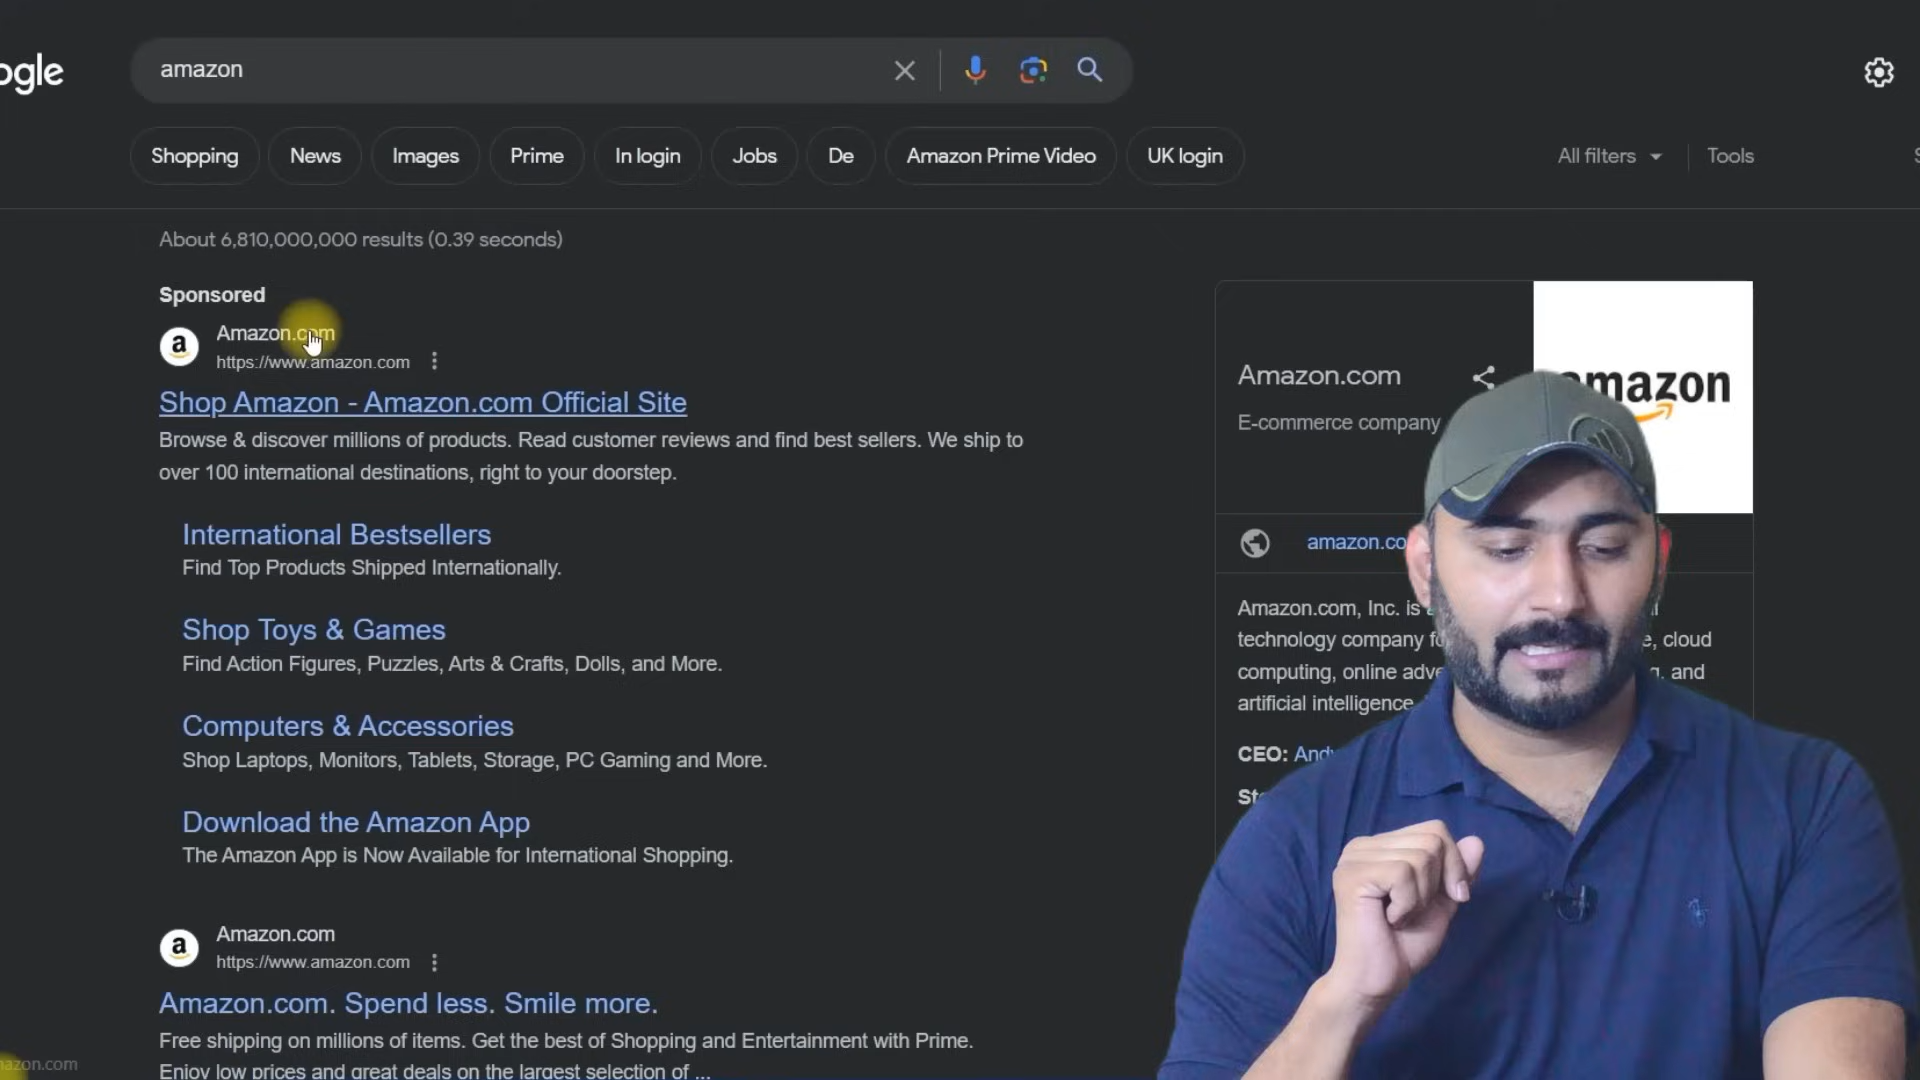 ogle
amazon
Shopping
News
Images
Prime
In login
Jobs
De
Amazon Prime Video
UK login
All filters
Tools
About 6,810,000,000 results (0.39 seconds)
Sponsored
Amazon.com
https://www.amazon.com
Shop Amazon - Amazon.com Official Site
Browse & discover millions of products. Read customer reviews and find best sellers. We ship to
over 100 international destinations, right to your doorstep.
International Bestsellers
Find Top Products Shipped Internationally.
Shop Toys & Games
Find Action Figures, Puzzles, Arts & Crafts, Dolls, and More.
Computers & Accessories
Shop Laptops, Monitors, Tablets, Storage, PC Gaming and More.
Download the Amazon App
The Amazon App is Now Available for International Shopping.
a Amazon.com
https://www.amazon.com
Amazon.com. Spend less. Smile more.
Free shipping on millions of items. Get the best of Shopping and Entertainment with Prime.
Enjoy low prices and great deals on the largest selection of ...
azon.com
Amazon.com
E-commerce company
amazon
amazon.co
Amazon.com, Inc. is
technology company cloud
computing, online and
artificial intelligence
CEO: